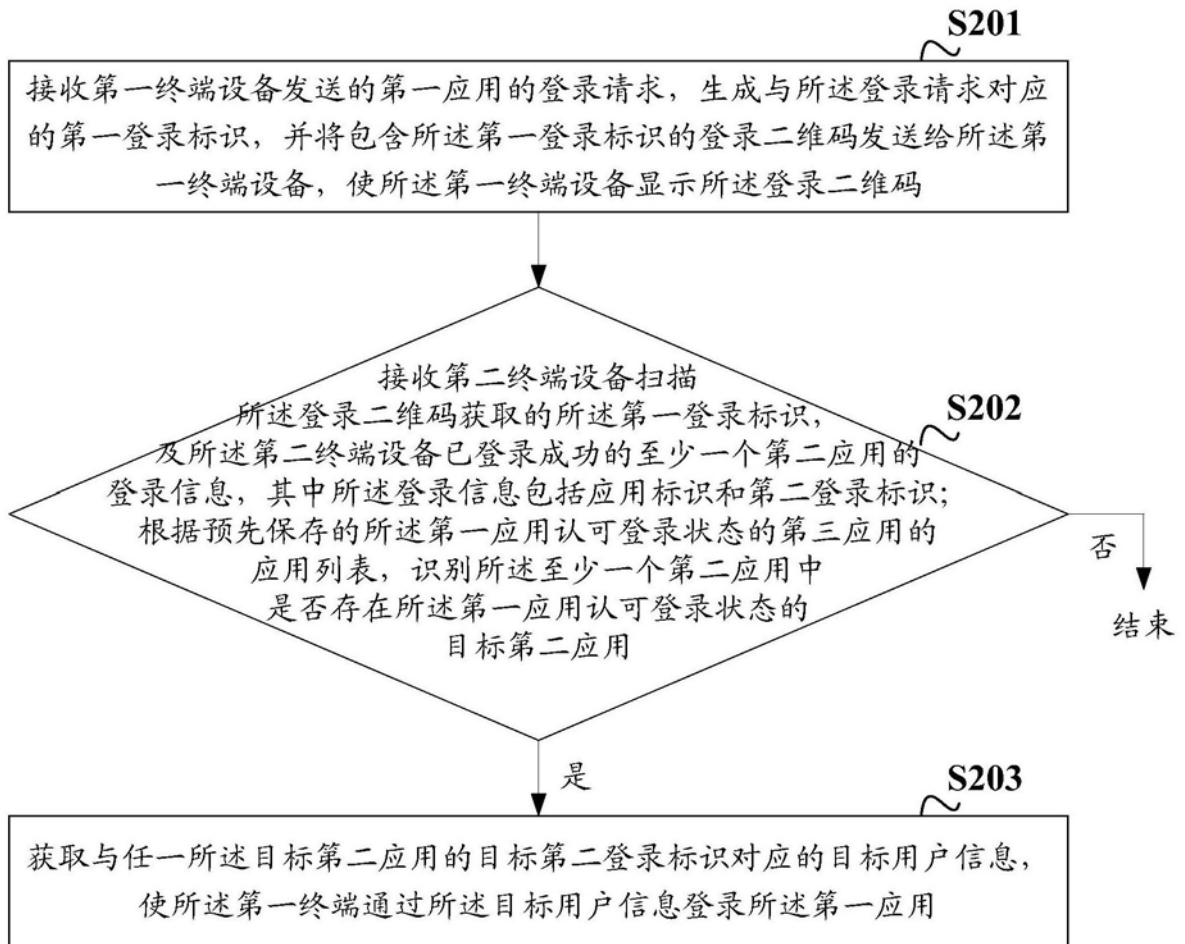 S201
接收第一终端设备发送的第一应用的登录请求，生成与所述登录请求对应
的第一登录标识，并将包含所述第一登录标识的登录二维码发送给所述第
一终端设备，使所述第一终端设备显示所述登录二维码
接收第二终端设备扫描
所述登录二维码获取的所述第一登录标识，
S202
及所述第二终端设备已登录成功的至少一个第二应用的
登录信息，其中所述登录信息包括应用标识和第二登录标识；
根据预先保存的所述第一应用认可登录状态的第三应用的
应用列表，识别所述至少一个第二应用中
是否存在所述第一应用认可登录状态的
目标第二应用
否
结束
是
S203
获取与任一所述目标第二应用的目标第二登录标识对应的目标用户信息，
使所述第一终端通过所述目标用户信息登录所述第一应用